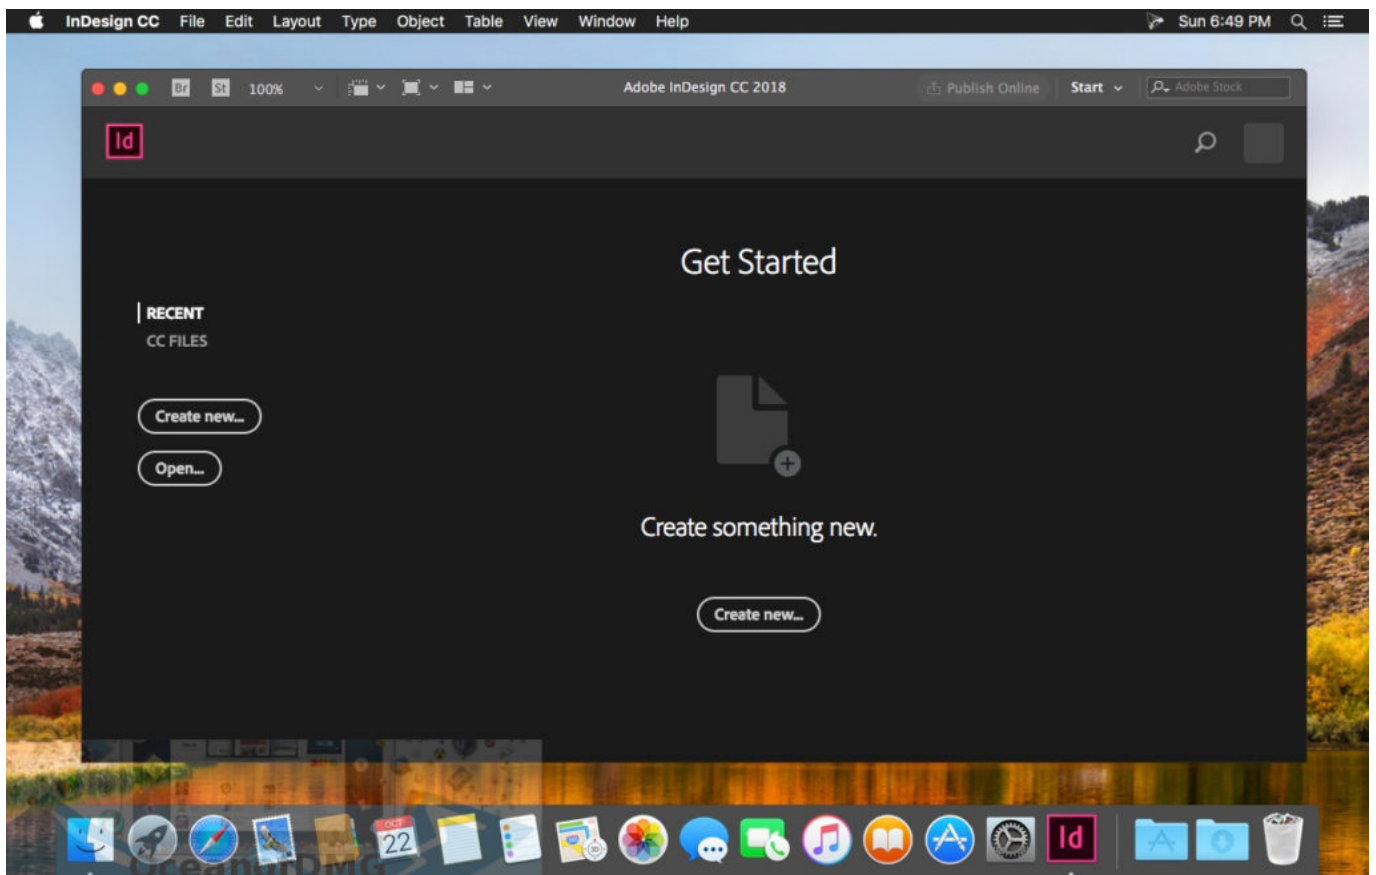 InDesign CC File Edit Layout Type Object Table View Window Help Sun 6:49 PM
Br St 100% Adobe InDesign CC 2018 Publish Online Start Adobe Stock
Id
Get Started
RECENT
CC FILES
Create new...
Open...
Create something new.
Create new...
OCT
22
Id
OceanofDMG